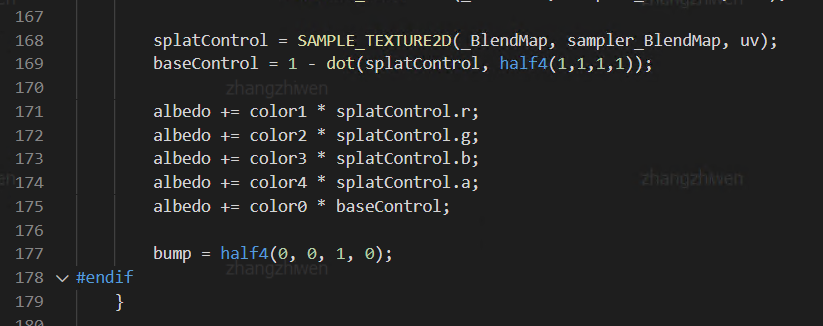 167
168 splatControl = SAMPLE_TEXTURE2D(_BlendMap, sampler_BlendMap, uv);
169 baseControl = 1 - dot(splatControl, half4(1,1,1,1));
zhangzhiwen
170
171 albedo += color1 * splatControl.r;
172 albedo += color2 * splatControl.g;
173 albedo += color3 * splatControl.b;
174 albedo += color4 * splatControl.a;
zhangzhiwen
175 albedo += color0 * baseControl;
176
177 bump = half4(0, 0, 1, 0);
zhangzhiwen
178 #endif
179 }
180